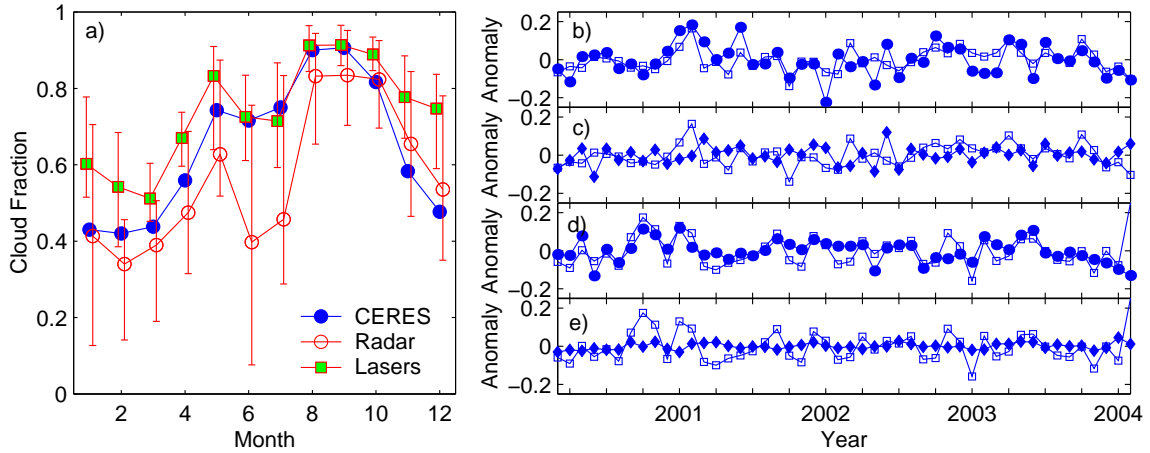 a)
Cloud Fraction
1
0.8
0.6
0.4
0.2
0
2
4
6
8
10
12
Month
CERES
Radar
Lasers
b)
Anomaly
0.2
0
−0.2
c)
Anomaly
0.2
0
−0.2
d)
Anomaly
0.2
0
−0.2
e)
Anomaly
0.2
0
−0.2
2001
2002
2003
2004
Year